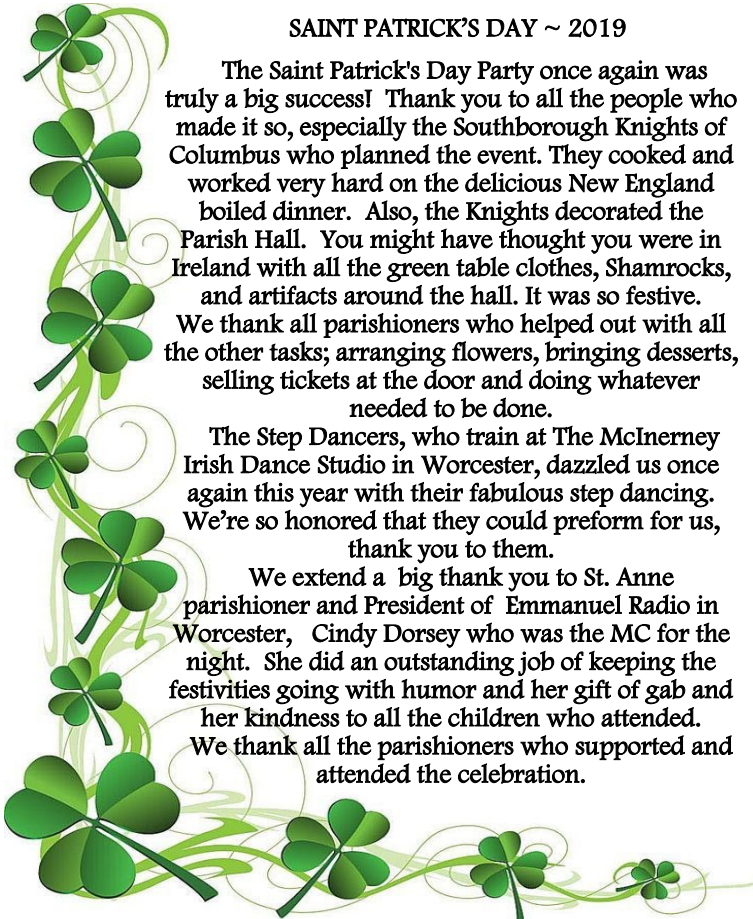 SAINT PATRICK’S DAY ~ 2019
The Saint Patrick's Day Party once again was
truly a big success!  Thank you to all the people who
made it so, especially the Southborough Knights of
Columbus who planned the event. They cooked and
worked very hard on the delicious New England
boiled dinner.  Also, the Knights decorated the
Parish Hall.  You might have thought you were in
Ireland with all the green table clothes, Shamrocks,
and artifacts around the hall. It was so festive.
We thank all parishioners who helped out with all
the other tasks; arranging flowers, bringing desserts,
selling tickets at the door and doing whatever
needed to be done.
The Step Dancers, who train at The McInerney
Irish Dance Studio in Worcester, dazzled us once
again this year with their fabulous step dancing.
We’re so honored that they could preform for us,
thank you to them.
We extend a  big thank you to St. Anne
parishioner and President of  Emmanuel Radio in
Worcester,   Cindy Dorsey who was the MC for the
night.  She did an outstanding job of keeping the
festivities going with humor and her gift of gab and
her kindness to all the children who attended.
We thank all the parishioners who supported and
attended the celebration.